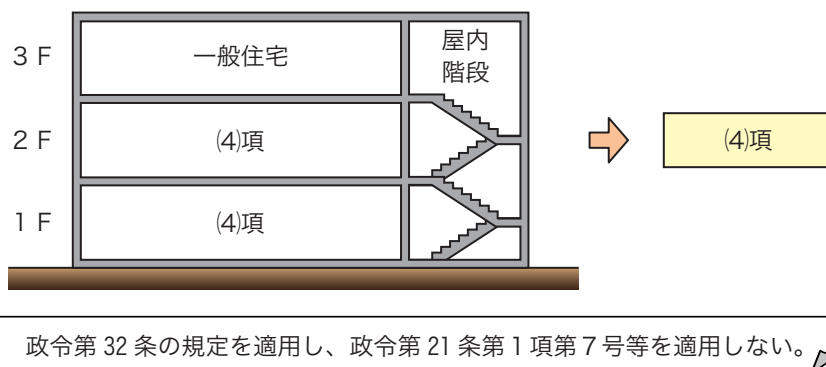 3 F
一般住宅
屋内
階段
2 F
⑷項
⑷項
1 F
⑷項
政令第 32 条の規定を適用し、政令第 21 条第 1 項第 7 号等を適用しない。